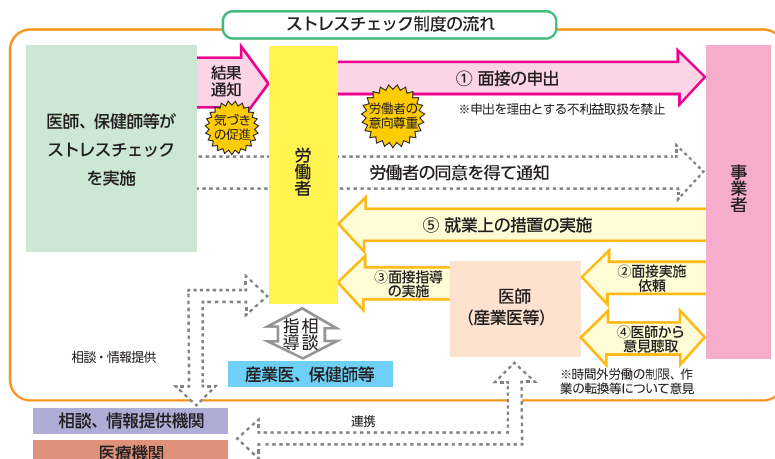 ストレスチェック制度の流れ
医師、保健師等が
ストレスチェック
を実施
結果
通知
気づき
の促進
労働者
① 面接の申出
労働者の
意向尊重
※申出を理由とする不利益取扱を禁止
労働者の同意を得て通知
事業者
⑤ 就業上の措置の実施
③面接指導
の実施
医師
（産業医等）
②面接実施
依頼
④医師から
意見聴取
※時間外労働の制限、作
業の転換等について意見
相談
指導
産業医、保健師等
相談・情報提供
相談、情報提供機関
連携
医療機関